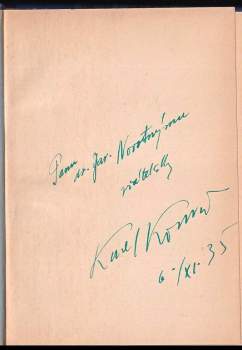 Panu
dr. Jar. Novotnému
přátelsky
Karel Konrád
6./XI. 35